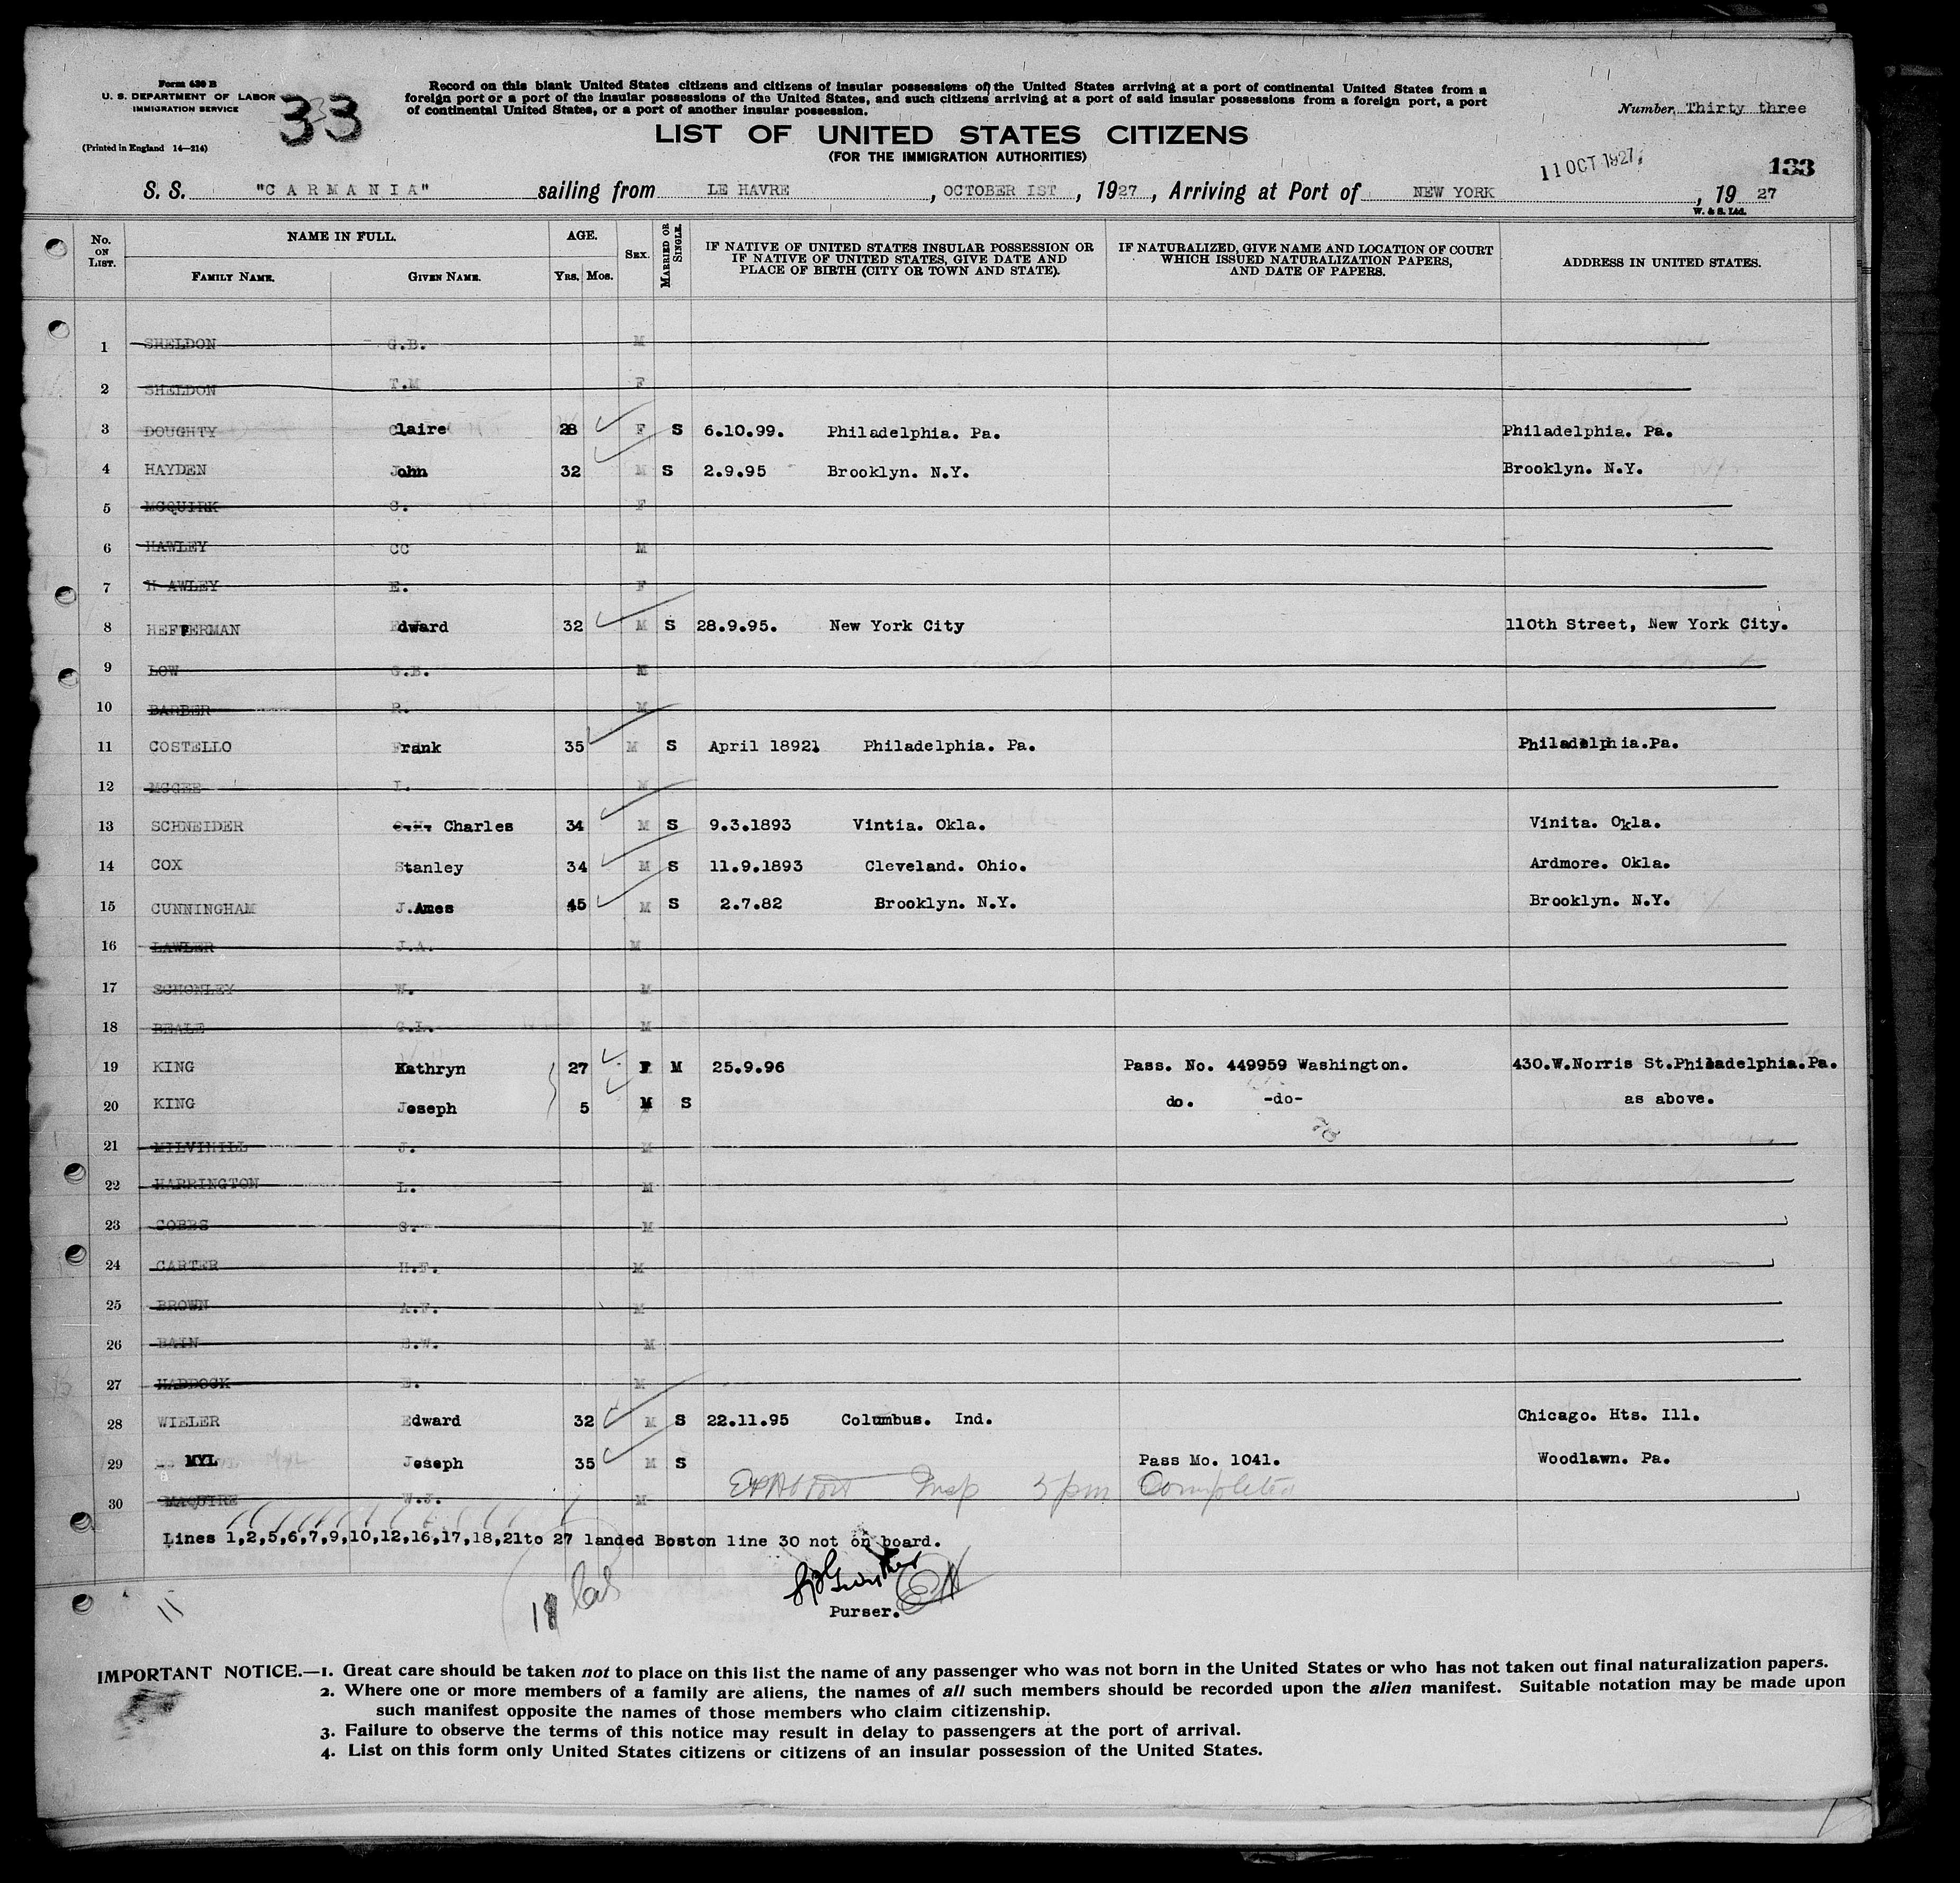 Form 630 B
U. S. DEPARTMENT OF LABOR
IMMIGRATION SERVICE
(Printed in England 14—214)
33
Record on this blank United States citizens and citizens of insular possessions of the United States arriving at a port of continental United States from a
foreign port or a port of the insular possessions of the United States, and such citizens arriving at a port of said insular possessions from a foreign port, a port
of continental United States, or a port of another insular possession.
Number, Thirty three
LIST OF UNITED STATES CITIZENS
(FOR THE IMMIGRATION AUTHORITIES)
11 OCT 1927
133
S. S. "CARMANIA" sailing from LE HAVRE, OCTOBER IST, 1927, Arriving at Port of NEW YORK, 19 27
W. & S. Ltd.
No. ON LIST. NAME IN FULL. FAMILY NAME. GIVEN NAME. AGE. YRS. MOS. SEX. MARRIED OR SINGLE. IF NATIVE OF UNITED STATES INSULAR POSSESSION OR IF NATIVE OF UNITED STATES, GIVE DATE AND PLACE OF BIRTH (CITY OR TOWN AND STATE). IF NATURALIZED, GIVE NAME AND LOCATION OF COURT WHICH ISSUED NATURALIZATION PAPERS, AND DATE OF PAPERS. ADDRESS IN UNITED STATES.
1 SHELDON G.B. M
2 SHELDON T.M F
3 DOUGHTY Claire 28 F S 6.10.99. Philadelphia. Pa. Philadelphia. Pa.
4 HAYDEN John 32 M S 2.9.95 Brooklyn. N.Y. Brooklyn. N.Y.
5 MCQUIRK C. F
6 HAWLEY CC M
7 H AWLEY E. F
8 HEFFERMAN Edward 32 M S 28.9.95. New York City 110th Street, New York City.
9 LOW G.E. M
10 BARBER R. M
11 COSTELLO Frank 35 M S April 1892. Philadelphia. Pa. Philadelphia.Pa.
12 MCGEE L. M
13 SCHNEIDER C.H. Charles 34 M S 9.3.1893 Vintia. Okla. Vinita. Okla.
14 COX Stanley 34 M S 11.9.1893 Cleveland. Ohio. Ardmore. Okla.
15 CUNNINGHAM J.Ames 45 M S 2.7.82 Brooklyn. N.Y. Brooklyn. N.Y.
16 LAWLER J.A. M
17 SCHONLEY W. M
18 BEALE C.L. M
19 KING Kathryn 27 F M 25.9.96 Pass. No. 449959 Washington. 430.W.Norris St.Philadelphia.Pa.
20 KING Joseph 5 M S do. -do- as above.
21 MILVIHILL J. M
22 HARRINGTON L. M
23 COBBS S. M
24 CARTER H.F. M
25 BROWN A.F. M
26 BAIN E.W. M
27 HADDOCK E. M
28 WIELER Edward 32 M S 22.11.95 Columbus. Ind. Chicago. Hts. Ill.
29 MYL Joseph 35 M S Pass Mo. 1041. Woodlawn. Pa.
Insp 5 pm Completed
30 MAQUIRE W.J. M
Lines 1,2,5,6,7,9,10,12,16,17,18,21to 27 landed Boston line 30 not on board.
11
Purser.
IMPORTANT NOTICE.—1. Great care should be taken not to place on this list the name of any passenger who was not born in the United States or who has not taken out final naturalization papers.
2. Where one or more members of a family are aliens, the names of all such members should be recorded upon the alien manifest. Suitable notation may be made upon
such manifest opposite the names of those members who claim citizenship.
3. Failure to observe the terms of this notice may result in delay to passengers at the port of arrival.
4. List on this form only United States citizens or citizens of an insular possession of the United States.